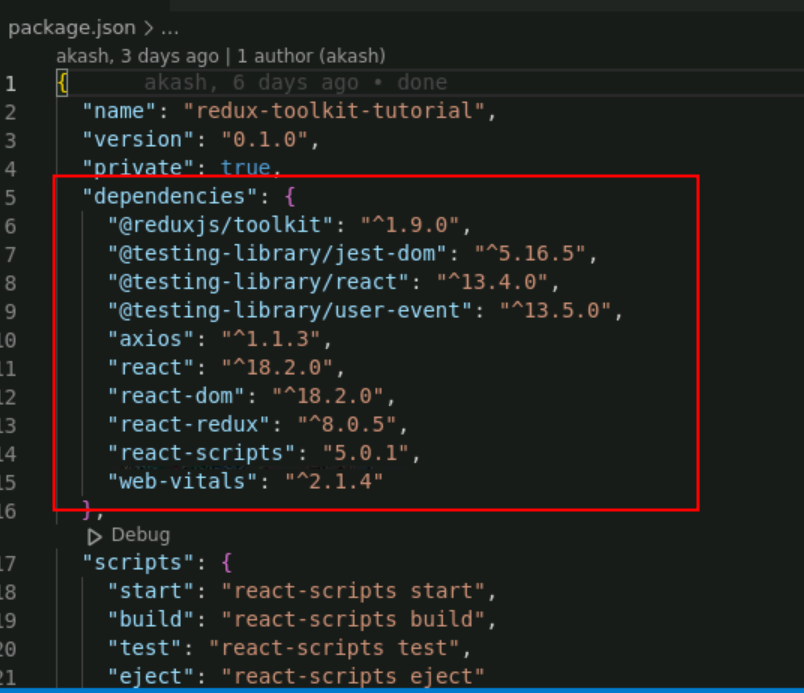 package.json > ...
akash, 3 days ago | 1 author (akash)
1 { akash, 6 days ago • done
2 "name": "redux-toolkit-tutorial",
3 "version": "0.1.0",
4 "private": true,
5 "dependencies": {
6 "@reduxjs/toolkit": "^1.9.0",
7 "@testing-library/jest-dom": "^5.16.5",
8 "@testing-library/react": "^13.4.0",
9 "@testing-library/user-event": "^13.5.0",
10 "axios": "^1.1.3",
11 "react": "^18.2.0",
12 "react-dom": "^18.2.0",
13 "react-redux": "^8.0.5",
14 "react-scripts": "5.0.1",
15 "web-vitals": "^2.1.4"
16 },
Debug
17 "scripts": {
18 "start": "react-scripts start",
19 "build": "react-scripts build",
20 "test": "react-scripts test",
21 "eject": "react-scripts eject"